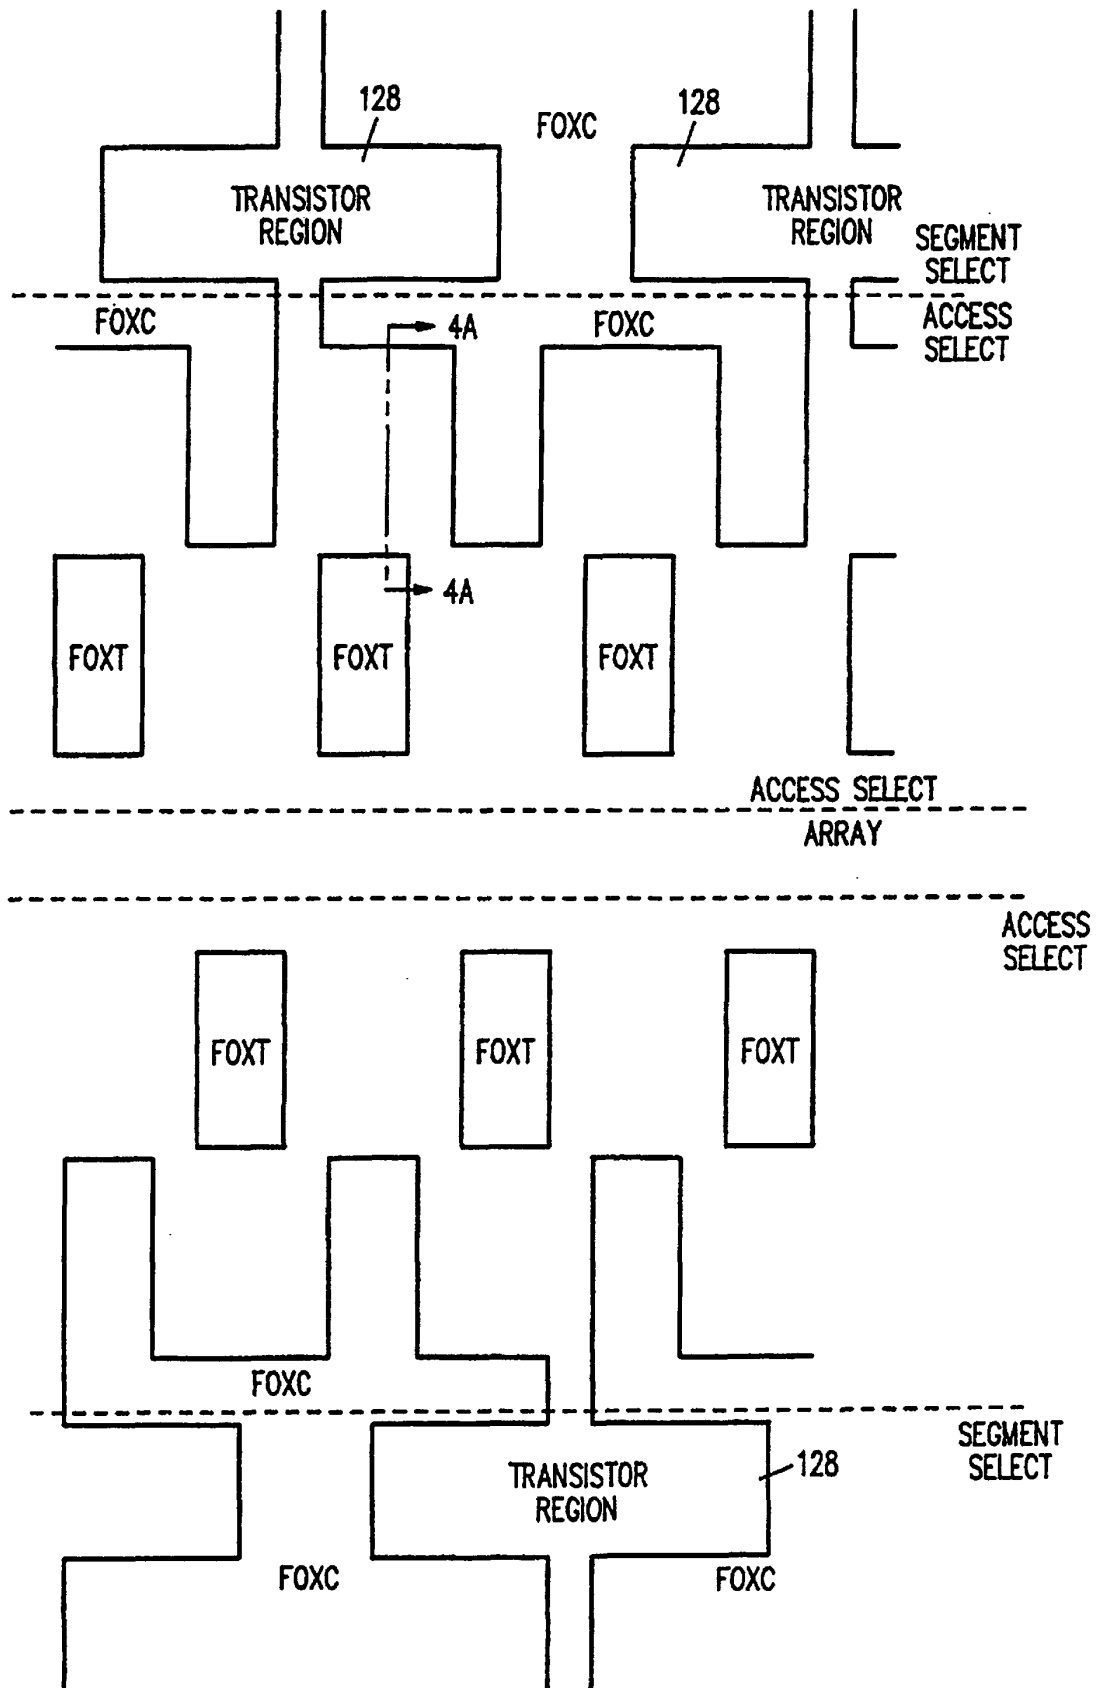 128
128
FOXC
TRANSISTOR
REGION
TRANSISTOR
REGION
SEGMENT
SELECT
FOXC
4A
FOXC
ACCESS
SELECT
4A
FOXT
FOXT
FOXT
ACCESS SELECT
ARRAY
ACCESS
SELECT
FOXT
FOXT
FOXT
FOXC
SEGMENT
SELECT
TRANSISTOR
REGION
128
FOXC
FOXC